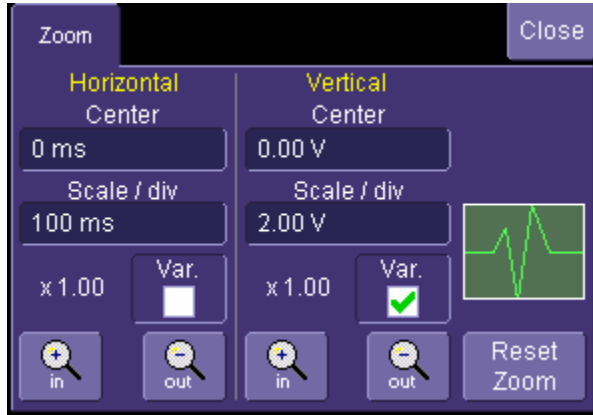 Zoom
Close
Horizontal
Vertical
Center
Center
0 ms
0.00 V
Scale / div
Scale / div
100 ms
2.00 V
x 1.00
Var.
x 1.00
Var.
in
out
in
out
Reset
Zoom